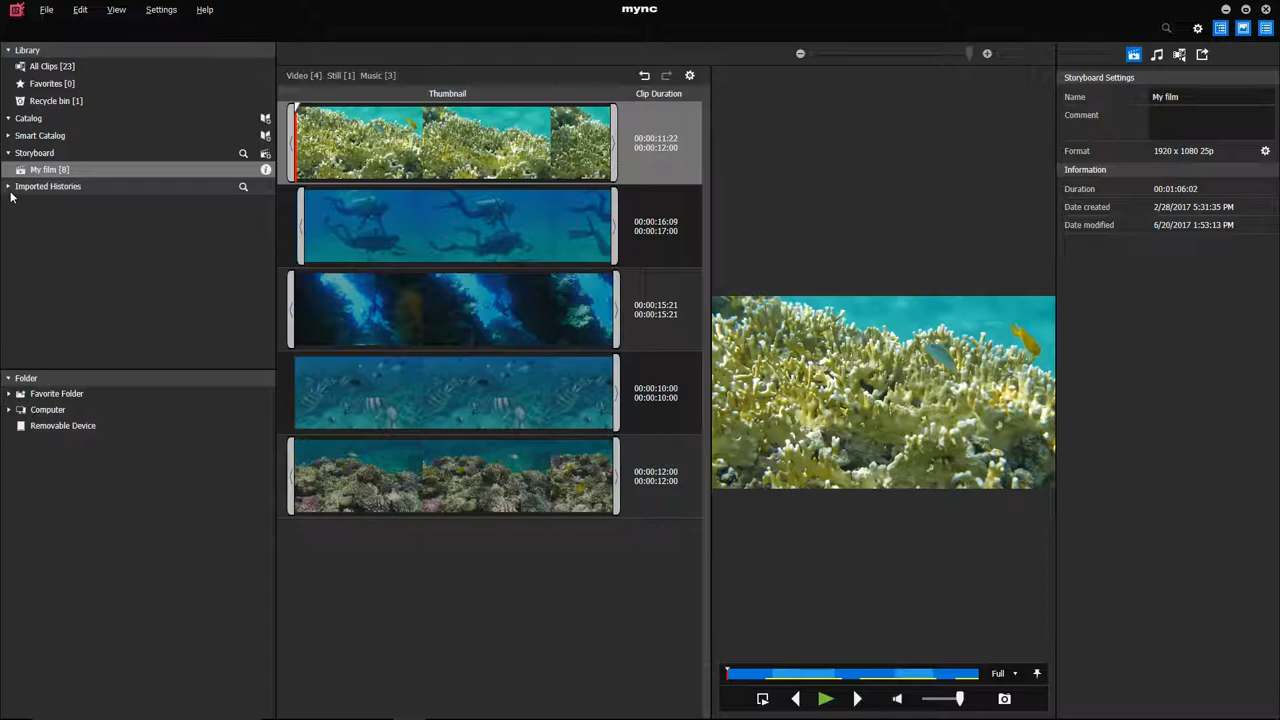 File Edit View Settings Help mync
Library
All Clips [23]
Favorites [0]
Recycle bin [1]
Catalog
Smart Catalog
Storyboard
My film [8]
Imported Histories
Folder
Favorite Folder
Computer
Removable Device
Video [4] Still [1] Music [3]
Thumbnail Clip Duration
00:00:11:22
00:00:12:00
00:00:16:09
00:00:17:00
00:00:15:21
00:00:15:21
00:00:10:00
00:00:10:00
00:00:12:00
00:00:12:00
Full
Storyboard Settings
Name My film
Comment
Format 1920 x 1080 25p
Information
Duration 00:01:06:02
Date created 2/28/2017 5:31:35 PM
Date modified 6/20/2017 1:53:13 PM